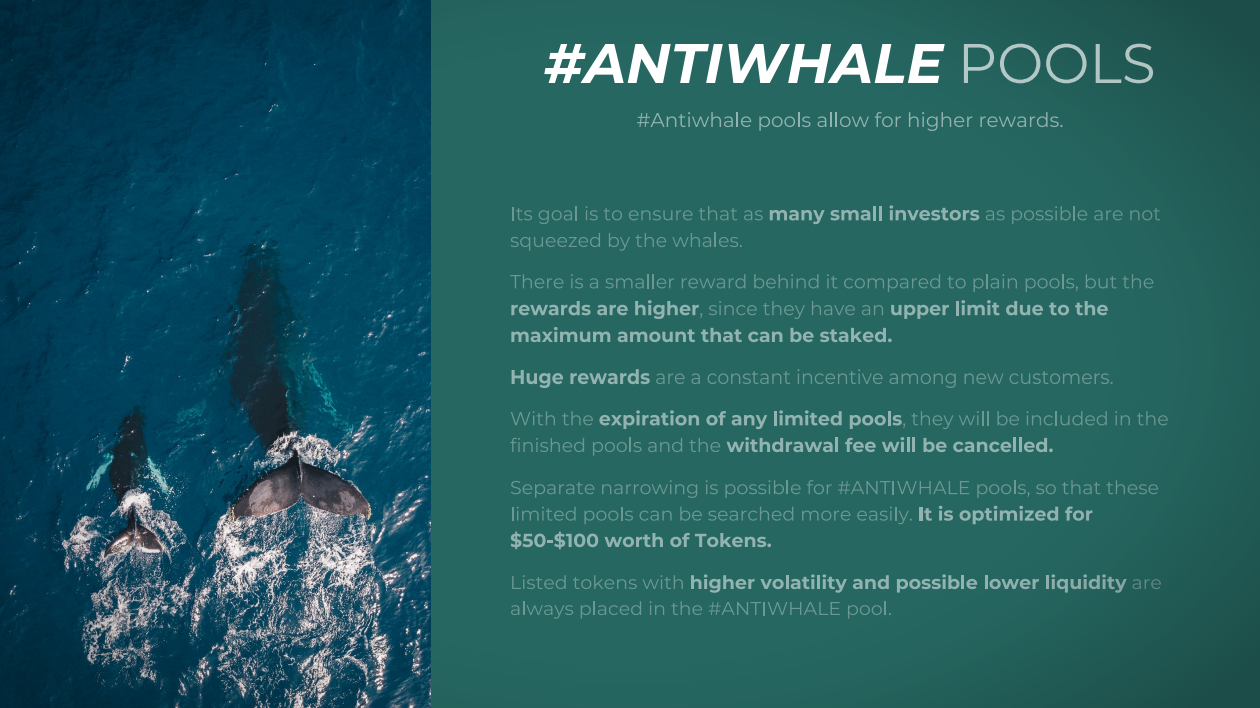 #ANTIWHALE POOLS
#Antiwhale pools allow for higher rewards.
Its goal is to ensure that as many small investors as possible are not
squeezed by the whales.
There is a smaller reward behind it compared to plain pools, but the
rewards are higher, since they have an upper limit due to the
maximum amount that can be staked.
Huge rewards are a constant incentive among new customers.
With the expiration of any limited pools, they will be included in the
finished pools and the withdrawal fee will be cancelled.
Separate narrowing is possible for #ANTIWHALE pools, so that these
limited pools can be searched more easily. It is optimized for
$50-$100 worth of Tokens.
Listed tokens with higher volatility and possible lower liquidity are
always placed in the #ANTIWHALE pool.